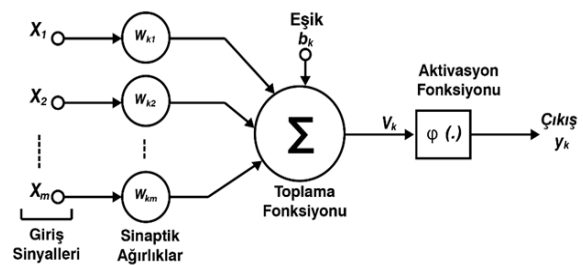 X1
Wk1
X2
Wk2
Xm
Wkm
Giriş
Sinyalleri
Sinaptik
Ağırlıklar
Eşik
bk
Σ
Toplama
Fonksiyonu
Vk
Aktivasyon
Fonksiyonu
φ (.)
Çıkış
yk